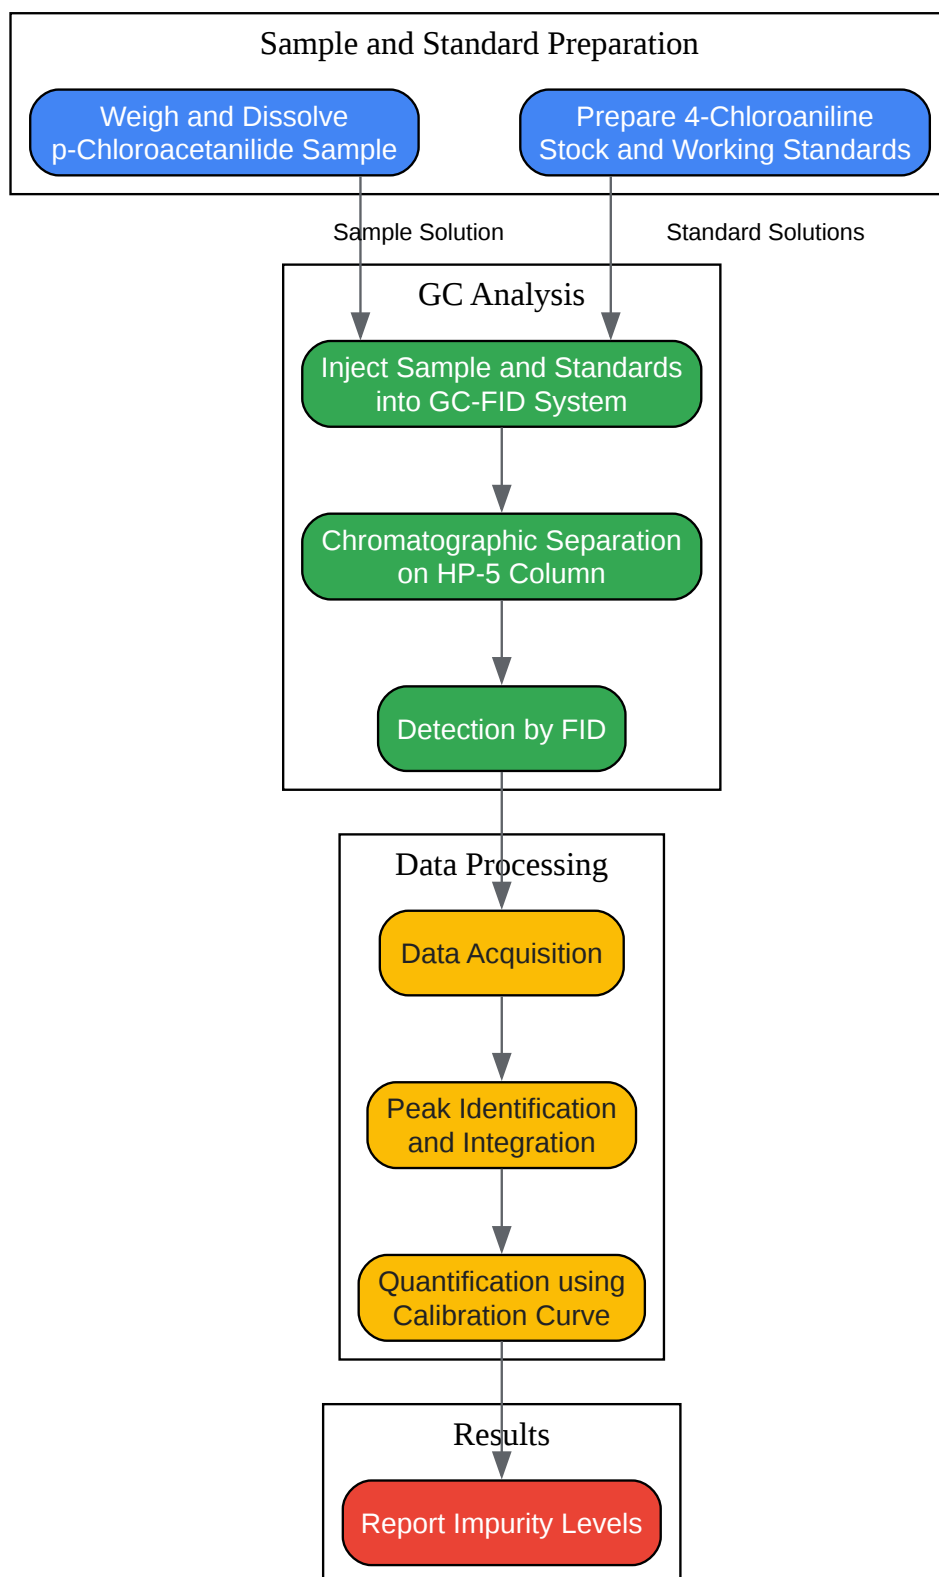 Sample and Standard Preparation
Weigh and Dissolve
p-Chloroacetanilide Sample
Prepare 4-Chloroaniline
Stock and Working Standards
Sample Solution
Standard Solutions
GC Analysis
Inject Sample and Standards
into GC-FID System
Chromatographic Separation
on HP-5 Column
Detection by FID
Data Processing
Data Acquisition
Peak Identification
and Integration
Quantification using
Calibration Curve
Results
Report Impurity Levels